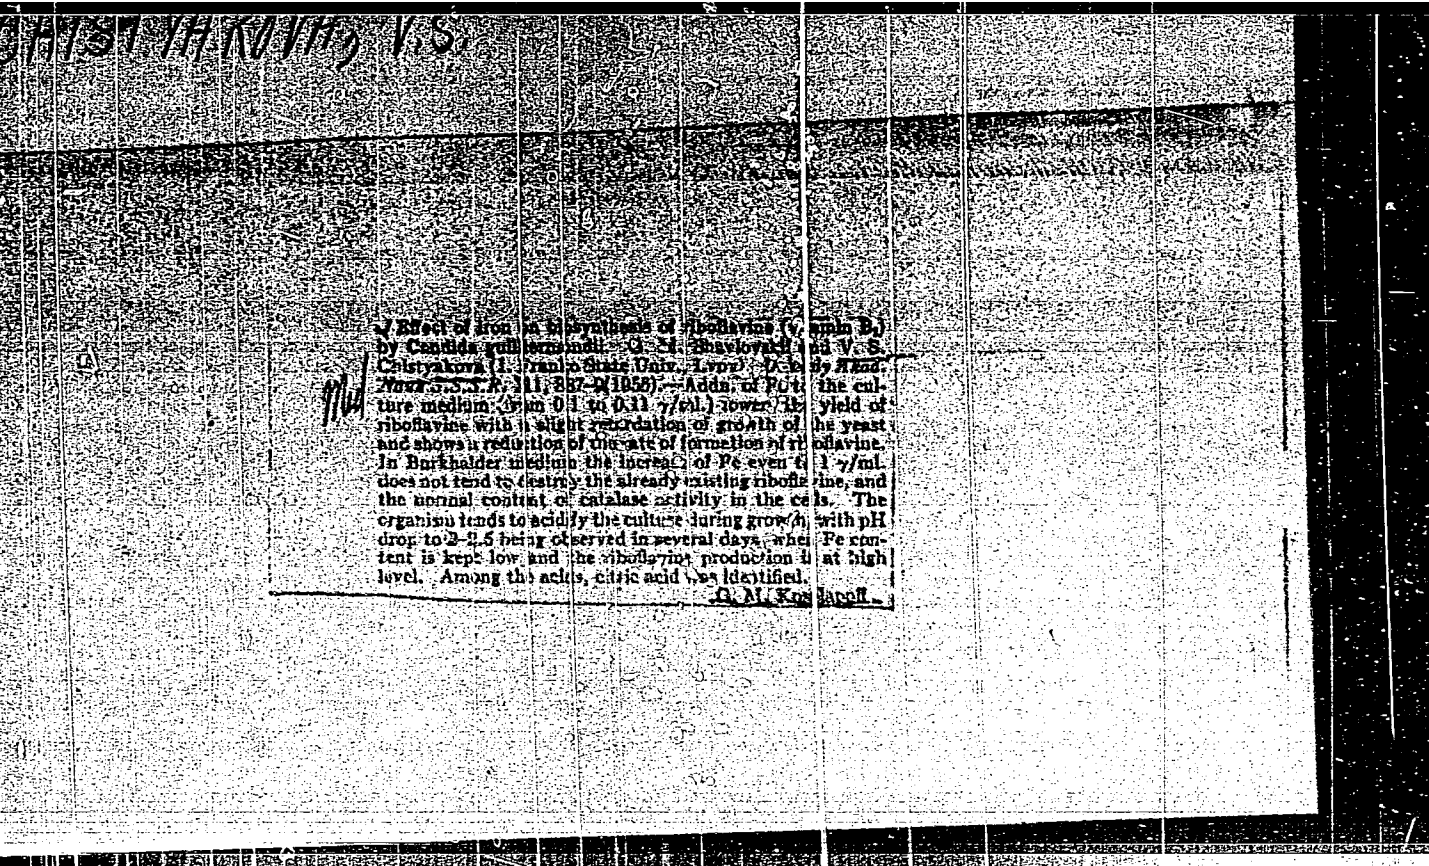 CHISTYAKOVA, V.S.
Effect of iron on biosynthesis of riboflavine (vitamin B₂)
by Candida guilliermondii. G. M. Shavlovskii and V. S.
Chistyakova (I. Franko State Univ., Lvov). Doklady Akad.
Nauk S.S.S.R. 111, 887-9(1956).—Addn. of Fe to the cul-
ture medium (from 0.1 to 0.11 γ/ml.) lowers the yield of
riboflavine with a slight retardation of growth of the yeast
and shows a reduction of the rate of formation of riboflavine.
In Burkhalder medium the increase of Fe even to 1 γ/ml.
does not tend to destroy the already existing riboflavine, and
the normal content of catalase activity in the cells. The
organism tends to acidify the culture during growth, with pH
drop to 2-2.5 being observed in several days, when Fe con-
tent is kept low and the riboflavine production is at high
level. Among the acids, citric acid was identified.
G. M. Kosolapoff